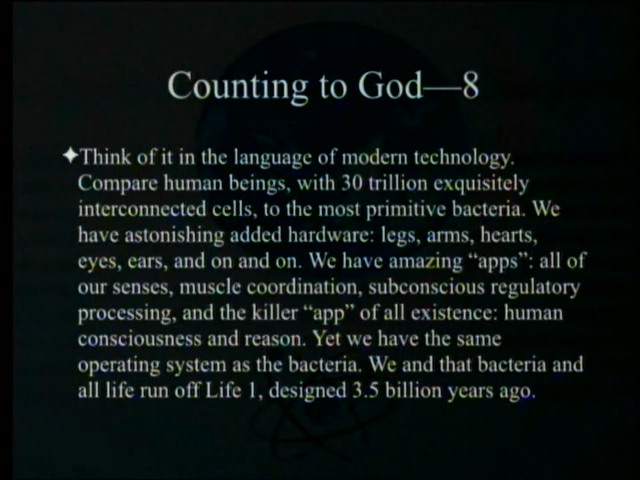 Counting to God—8
✦Think of it in the language of modern technology.
Compare human beings, with 30 trillion exquisitely
interconnected cells, to the most primitive bacteria. We
have astonishing added hardware: legs, arms, hearts,
eyes, ears, and on and on. We have amazing “apps”: all of
our senses, muscle coordination, subconscious regulatory
processing, and the killer “app” of all existence: human
consciousness and reason. Yet we have the same
operating system as the bacteria. We and that bacteria and
all life run off Life 1, designed 3.5 billion years ago.